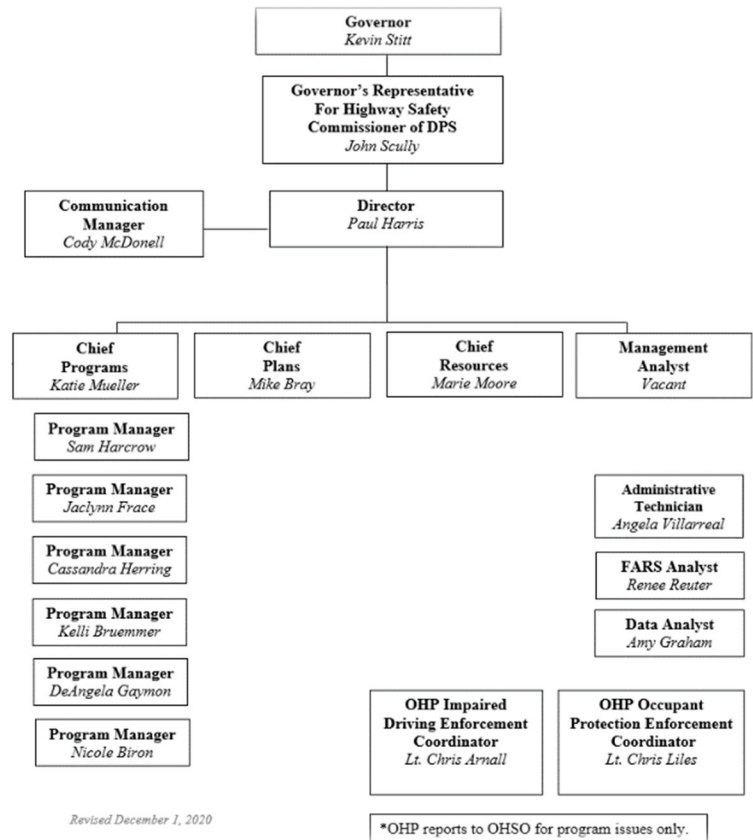 Governor
Kevin Stitt
Governor's Representative
For Highway Safety
Commissioner of DPS
John Scully
Communication
Manager
Cody McDonell
Director
Paul Harris
Chief
Programs
Katie Mueller
Chief
Plans
Mike Bray
Chief
Resources
Marie Moore
Management
Analyst
Vacant
Program Manager
Sam Harcrow
Program Manager
Jaclynn Frace
Program Manager
Cassandra Herring
Program Manager
Kelli Bruemmer
Program Manager
DeAngela Gaymon
Program Manager
Nicole Biron
Administrative
Technician
Angela Villarreal
FARS Analyst
Renee Reuter
Data Analyst
Amy Graham
OHP Impaired
Driving Enforcement
Coordinator
Lt. Chris Arnall
OHP Occupant
Protection Enforcement
Coordinator
Lt. Chris Liles
Revised December 1, 2020
*OHP reports to OHSO for program issues only.